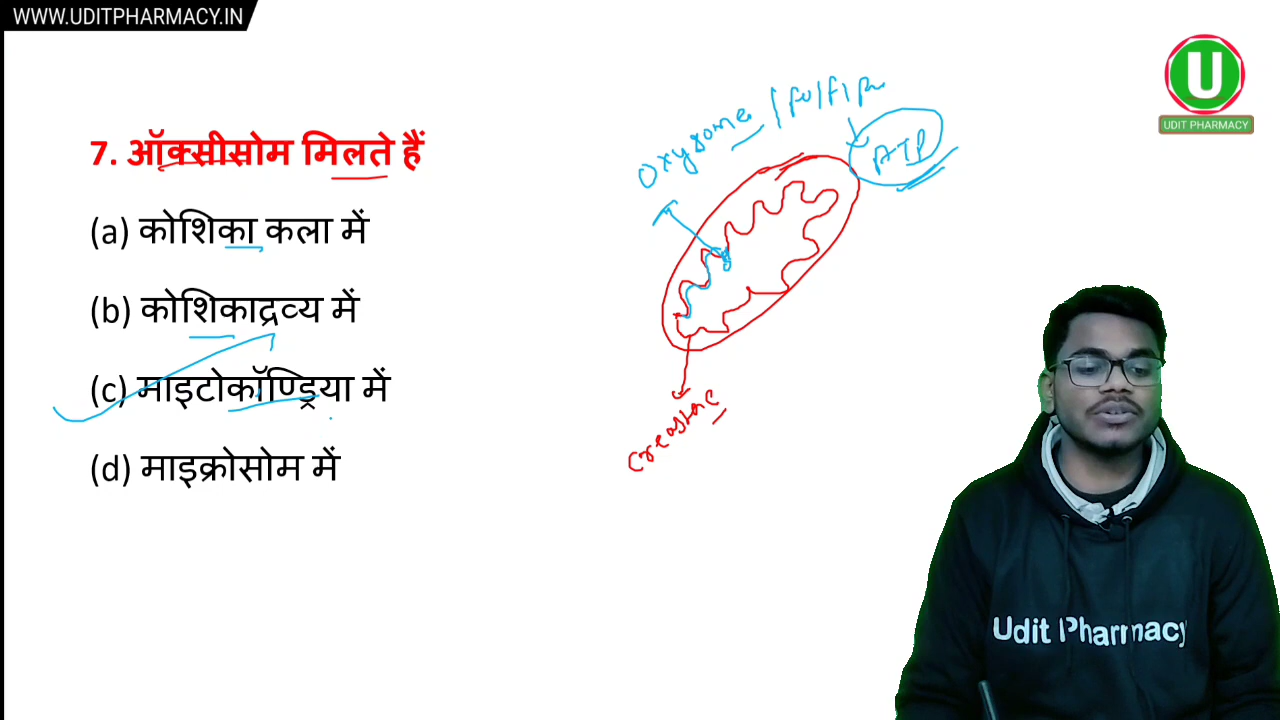 WWW.UDITPHARMACY.IN
U
UDIT PHARMACY
7. ऑक्सीसोम मिलते हैं
(a) कोशिका कला में
(b) कोशिकाद्रव्य में
(c) माइटोकॉण्ड्रिया में
(d) माइक्रोसोम में
Oxysome /
ATP
Udit Pharmacy